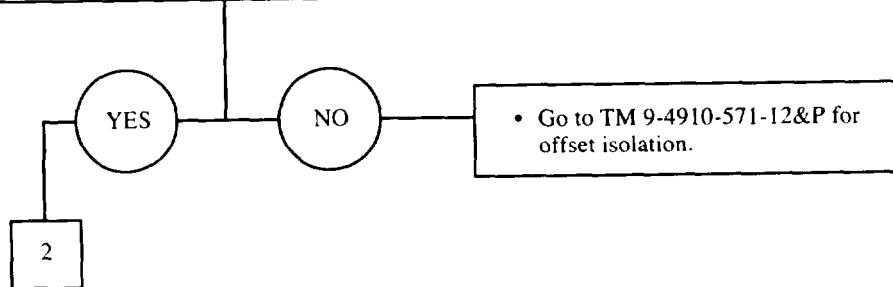 YES
NO
• Go to TM 9-4910-571-12&P for
offset isolation.
2